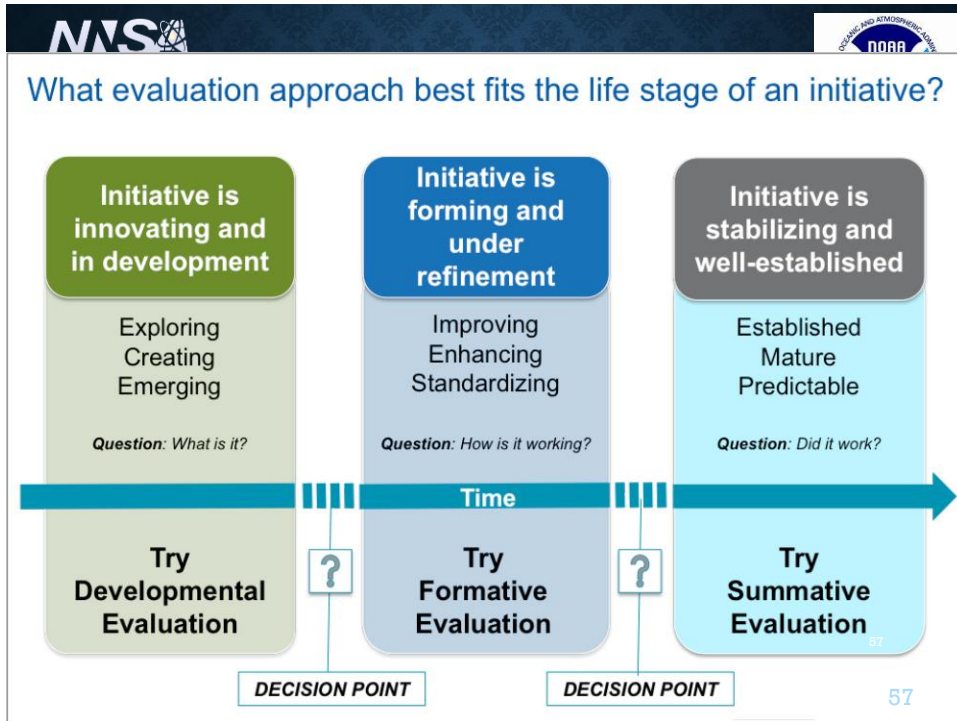 NNSA
OCEANIC AND ATMOSPHERIC ADMIN
NOAA
What evaluation approach best fits the life stage of an initiative?
Initiative is
innovating and
in development
Exploring
Creating
Emerging
Question: What is it?
Initiative is
forming and
under
refinement
Improving
Enhancing
Standardizing
Question: How is it working?
Initiative is
stabilizing and
well-established
Established
Mature
Predictable
Question: Did it work?
Time
Try
Developmental
Evaluation
?
Try
Formative
Evaluation
?
Try
Summative
Evaluation
57
DECISION POINT
DECISION POINT
57